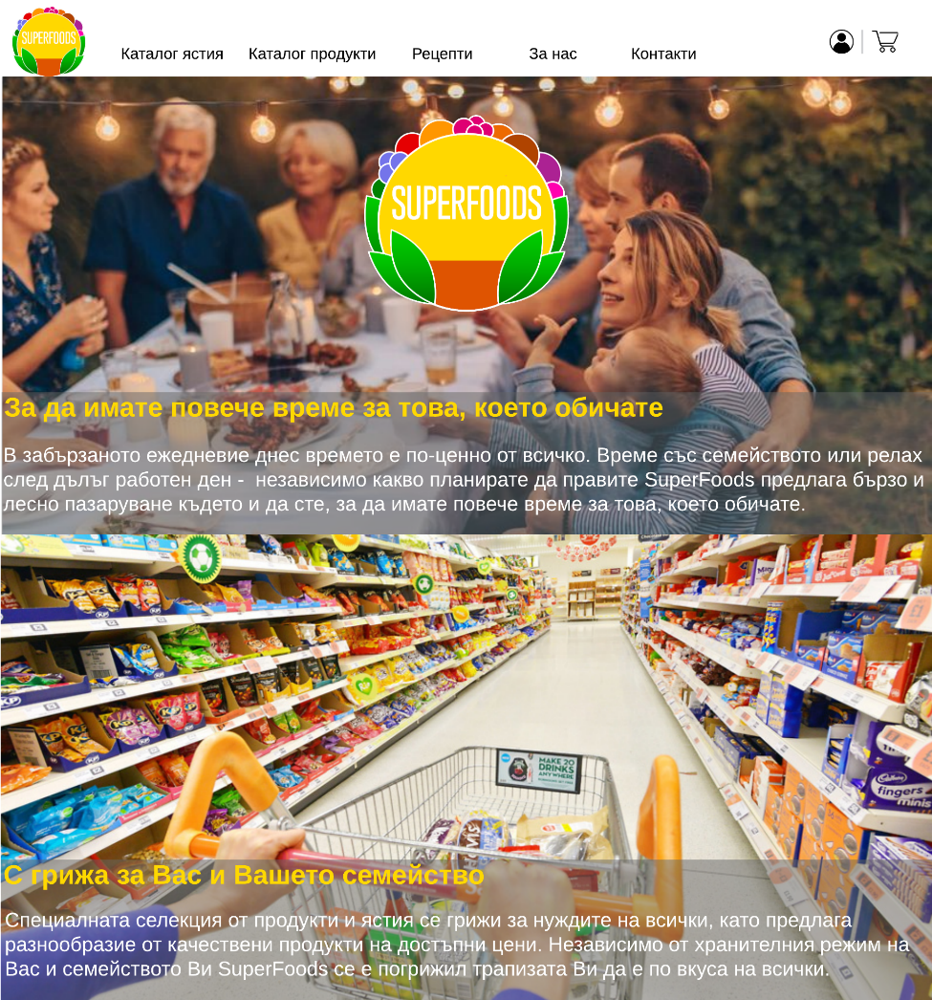 SUPERFOODS
Каталог ястия Каталог продукти Рецепти За нас Контакти
SUPERFOODS
За да имате повече време за това, което обичате
В забързаното ежедневие днес времето е по-ценно от всичко. Време със семейството или релах
след дълъг работен ден - независимо какво планирате да правите SuperFoods предлага бързо и
лесно пазаруване където и да сте, за да имате повече време за това, което обичате.
KP
KP
KP
MAKE 20
DRINKS
ANYWHERE
Cadbury
fingers
minis
С грижа за Вас и Вашето семейство
Специалната селекция от продукти и ястия се грижи за нуждите на всички, като предлага
разнообразие от качествени продукти на достъпни цени. Независимо от хранителния режим на
Вас и семейството Ви SuperFoods се е погрижил трапизата Ви да е по вкуса на всички.